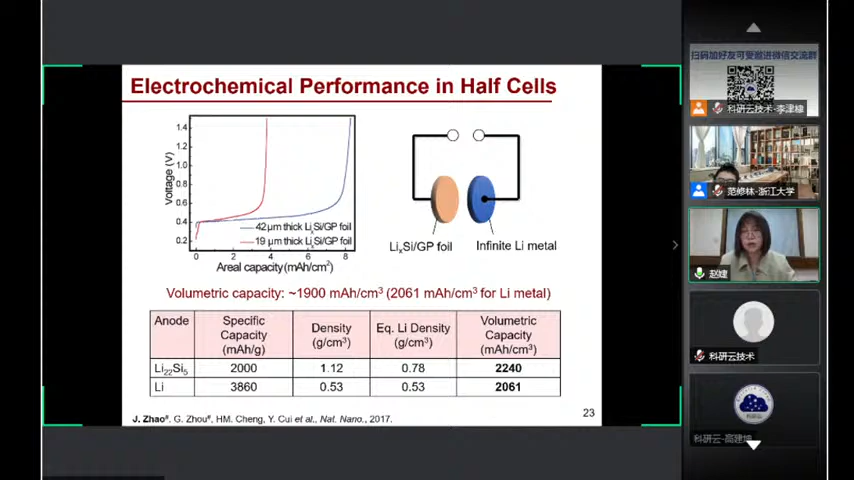 Electrochemical Performance in Half Cells
1.4
1.2
1.0
0.8
0.6
0.4
0.2
Voltage (V)
42 μm thick LixSi/GP foil
19 μm thick LixSi/GP foil
0
2
4
6
8
Areal capacity (mAh/cm2)
LixSi/GP foil
Infinite Li metal
Volumetric capacity: ~1900 mAh/cm3 (2061 mAh/cm3 for Li metal)
Anode
Specific Capacity (mAh/g)
Density (g/cm3)
Eq. Li Density (g/cm3)
Volumetric Capacity (mAh/cm3)
Li22Si5 2000 1.12 0.78 2240
Li 3860 0.53 0.53 2061
J. Zhao#, G. Zhou#, HM. Cheng, Y. Cui et al., Nat. Nano., 2017.
23
扫码加好友可受邀进微信交流群
科研云技术-李津
范修林-浙江大学
赵婕
科研云技术
科研云-高建